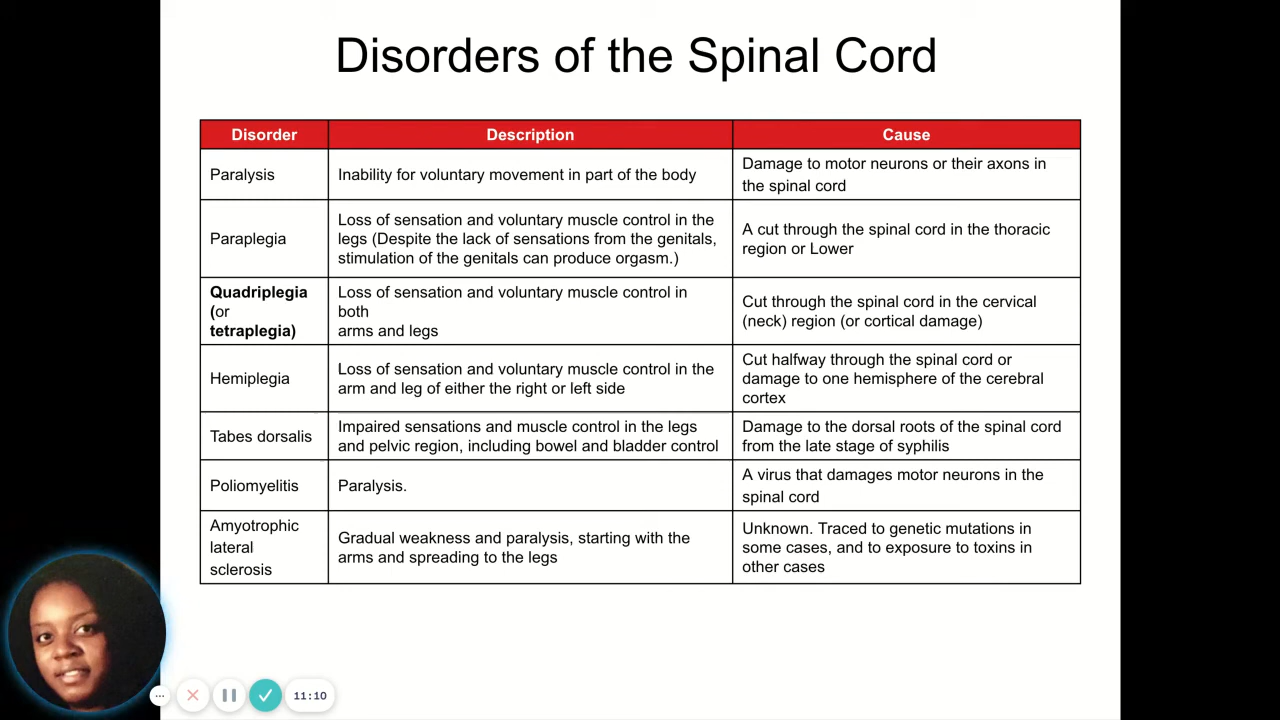 Disorders of the Spinal Cord
Disorder
Description
Cause
Paralysis
Inability for voluntary movement in part of the body
Damage to motor neurons or their axons in
the spinal cord
Paraplegia
Loss of sensation and voluntary muscle control in the
legs (Despite the lack of sensations from the genitals,
stimulation of the genitals can produce orgasm.)
A cut through the spinal cord in the thoracic
region or Lower
Quadriplegia
(or
tetraplegia)
Loss of sensation and voluntary muscle control in
both
arms and legs
Cut through the spinal cord in the cervical
(neck) region (or cortical damage)
Hemiplegia
Loss of sensation and voluntary muscle control in the
arm and leg of either the right or left side
Cut halfway through the spinal cord or
damage to one hemisphere of the cerebral
cortex
Tabes dorsalis
Impaired sensations and muscle control in the legs
and pelvic region, including bowel and bladder control
Damage to the dorsal roots of the spinal cord
from the late stage of syphilis
Poliomyelitis
Paralysis.
A virus that damages motor neurons in the
spinal cord
Amyotrophic
lateral
sclerosis
Gradual weakness and paralysis, starting with the
arms and spreading to the legs
Unknown. Traced to genetic mutations in
some cases, and to exposure to toxins in
other cases
11:10